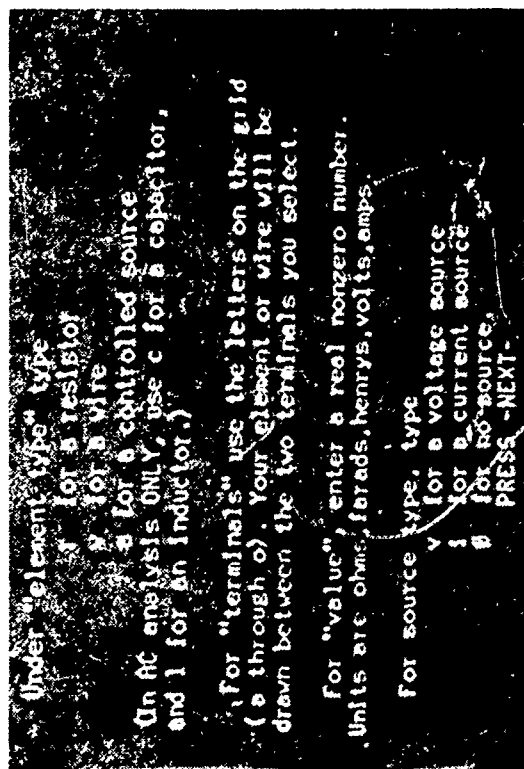 Under "element type" type
r for a resistor
w for a wire
a for a controlled source
(In AC analysis ONLY, use c for a capacitor,
and l for an inductor.)
For "terminals" use the letters on the grid
(a through o). Your element or wire will be
drawn between the two terminals you select.
For "value", enter a real nonzero number.
Units are ohms, farads, henrys, volts, amps.
For source type, type
v for a voltage source
i for a current source
0 for no source.
PRESS -NEXT-